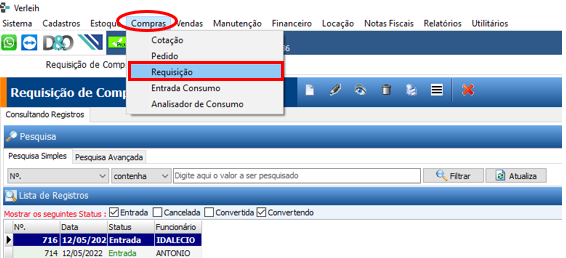 Verleih
Sistema Cadastros Estoque Compras Vendas Manutenção Financeiro Locação Notas Fiscais Relatórios Utilitários
Cotação
Pedido
Requisição de Comp
Requisição
Entrada Consumo
Requisição de Comp
Analisador de Consumo
Consultando Registros
Pesquisa
Pesquisa Simples Pesquisa Avançada
Nº. contenha Digite aqui o valor a ser pesquisado Filtrar Atualiza
Lista de Registros
Mostrar os seguintes Status : Entrada Cancelada Convertida Convertendo
Nº. Data Status Funcionário
716 12/05/202 Entrada IDALECIO
714 12/05/2022 Entrada ANTONIO